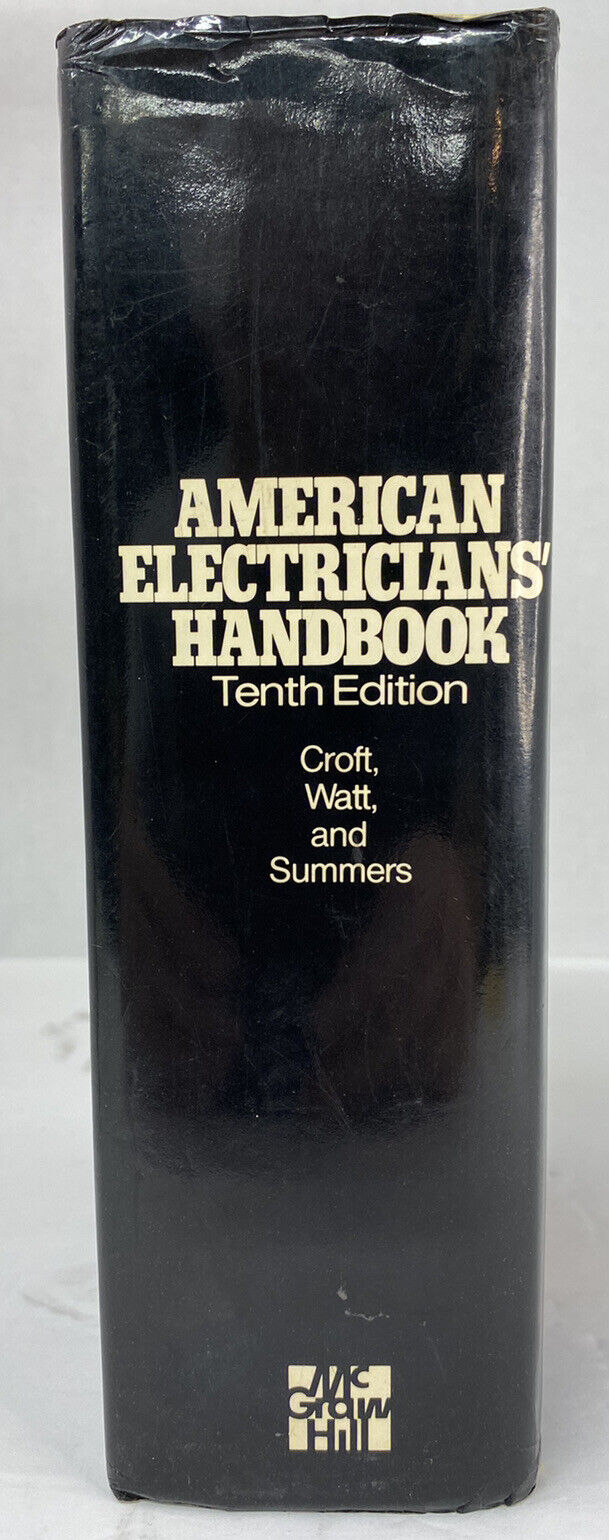 AMERICAN
ELECTRICIANS'
HANDBOOK
Tenth Edition
Croft,
Watt,
and
Summers
Mc
Graw
Hill